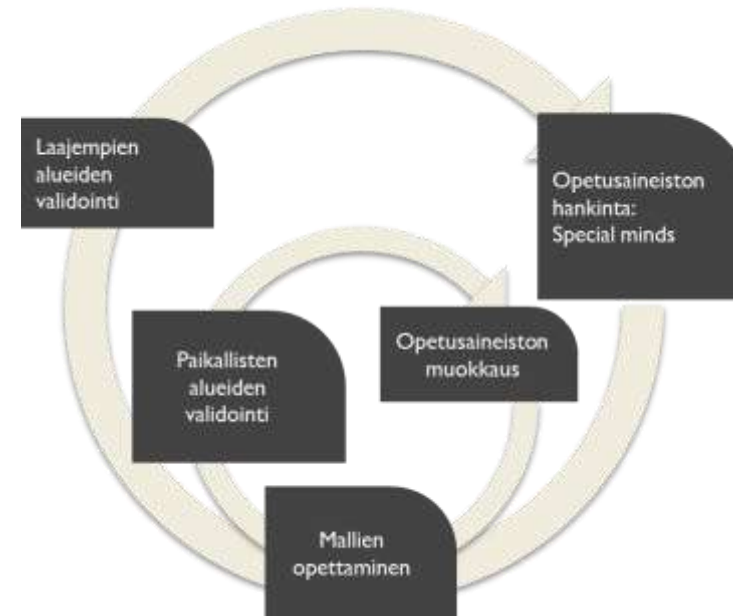 Laajempien
alueiden
validointi
Opetusaineiston
hankinta:
Special minds
Paikallisten
alueiden
validointi
Opetusaineiston
muokkaus
Mallien
opettaminen